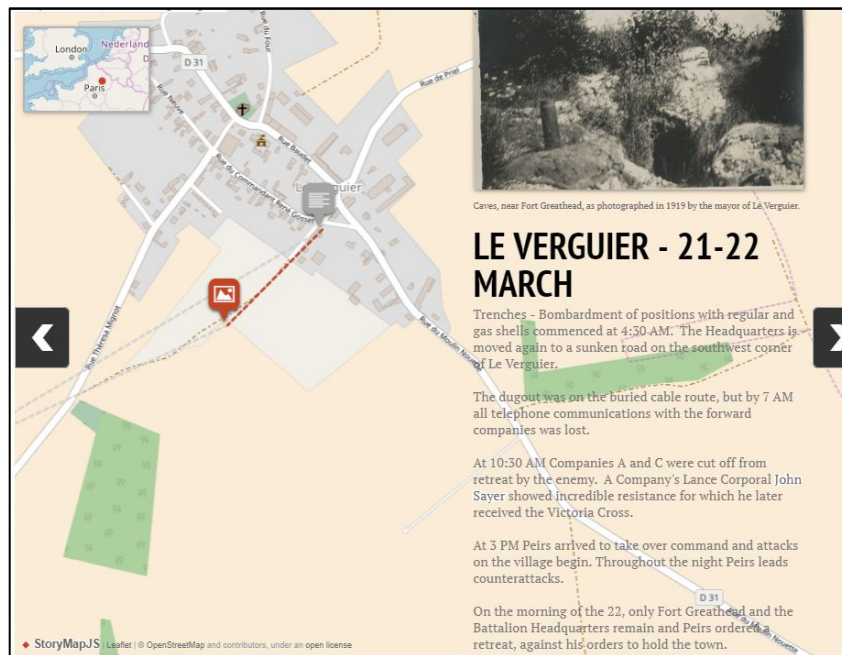 London
Nederland
D
Paris
D 31
Rue du Four
Rue de Priel
Rue Neuve
Rue Baudet
Rue du Commandant René Gosset
Rue Thérésa Mignot
Rue du Moulin Nouette
Caves, near Fort Greathead, as photographed in 1919 by the mayor of Le Verguier.
LE VERGUIER - 21-22
MARCH
Trenches - Bombardment of positions with regular and
gas shells commenced at 4:30 AM. The Headquarters is
moved again to a sunken road on the southwest corner
of Le Verguier.
The dugout was on the buried cable route, but by 7 AM
all telephone communications with the forward
companies was lost.
At 10:30 AM Companies A and C were cut off from
retreat by the enemy. A Company's Lance Corporal John
Sayer showed incredible resistance for which he later
received the Victoria Cross.
At 3 PM Peirs arrived to take over command and attacks
on the village begin. Throughout the night Peirs leads
counterattacks.
On the morning of the 22, only Fort Greathead and the
Battalion Headquarters remain and Peirs ordered a
retreat, against his orders to hold the town.
D 31
Rue du Moulin Nouette
StoryMapJS | Leaflet | © OpenStreetMap and contributors, under an open license